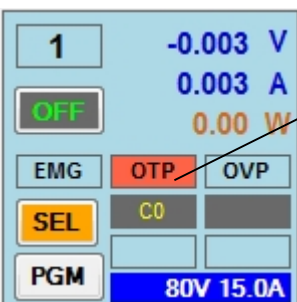 1 -0.003 V
0.003 A
OFF 0.00 W
EMG OTP OVP
SEL C0
PGM 80V 15.0A